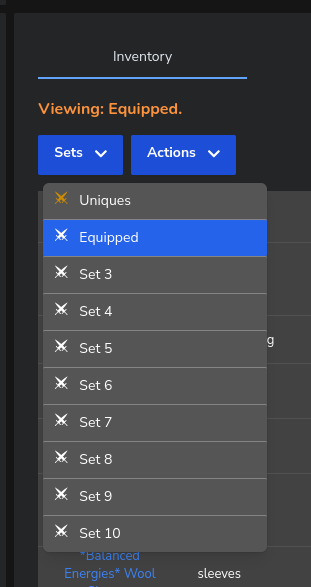 Inventory
Viewing: Equipped.
Sets
Actions
Uniques
Equipped
Set 3
Set 4
Set 5
g
Set 6
Set 7
Set 8
Set 9
Set 10
*Balanced
Energies* Wool
sleeves